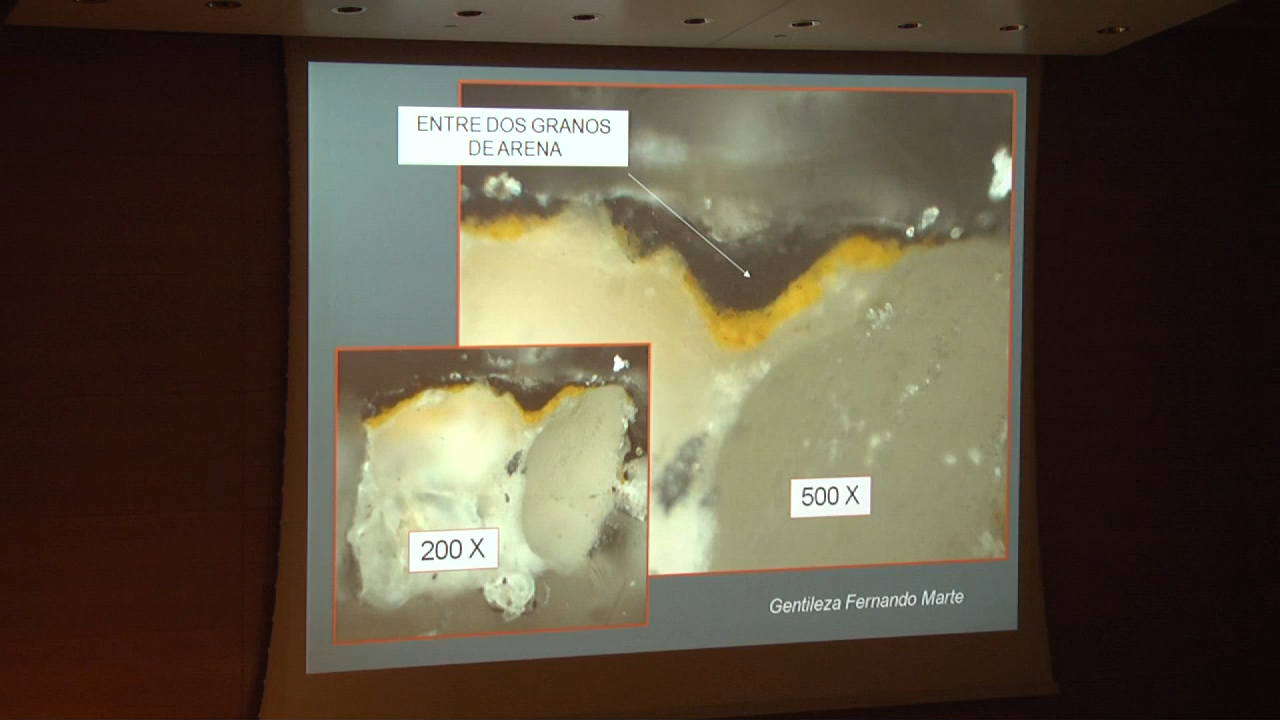 ENTRE DOS GRANOS
DE ARENA
500 X
200 X
Gentileza Fernando Marte